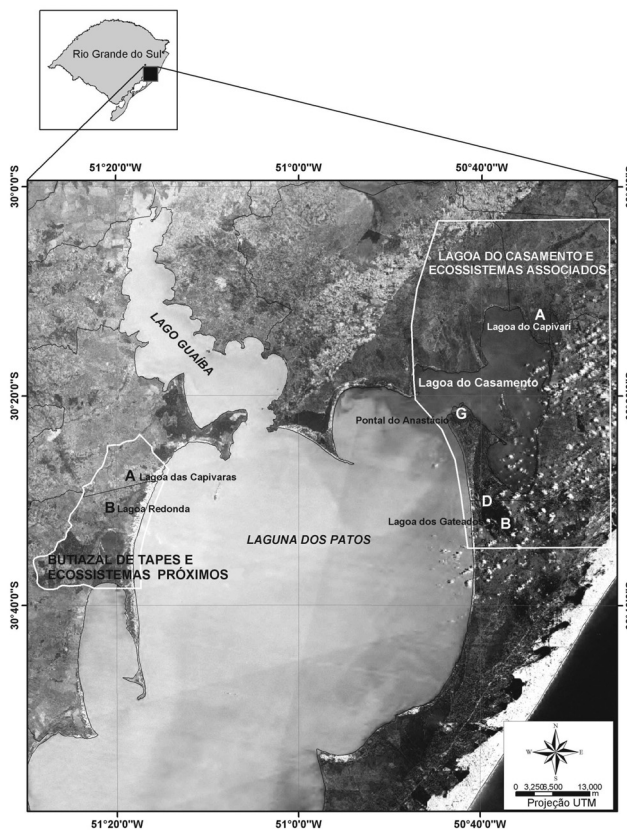 Rio Grande do Sul
51°20'0"W
51°0'0"W
50°40'0"W
30°0'0"S
LAGOA DO CASAMENTO E
ECOSSISTEMAS ASSOCIADOS
A
Lagoa do Capivari
LAGO GUAÍBA
Lagoa do Casamento
30°20'0"S
G
Pontal do Anastácio
A Lagoa das Capivaras
B Lagoa Redonda
D
Lagoa dos Gateados
B
LAGUNA DOS PATOS
BUTIAZAL DE TAPES E
ECOSSISTEMAS PRÓXIMOS
30°40'0"S
N
W E
S
0 3,250 6,500 13,000
m
Projeção UTM
51°20'0"W
51°0'0"W
50°40'0"W